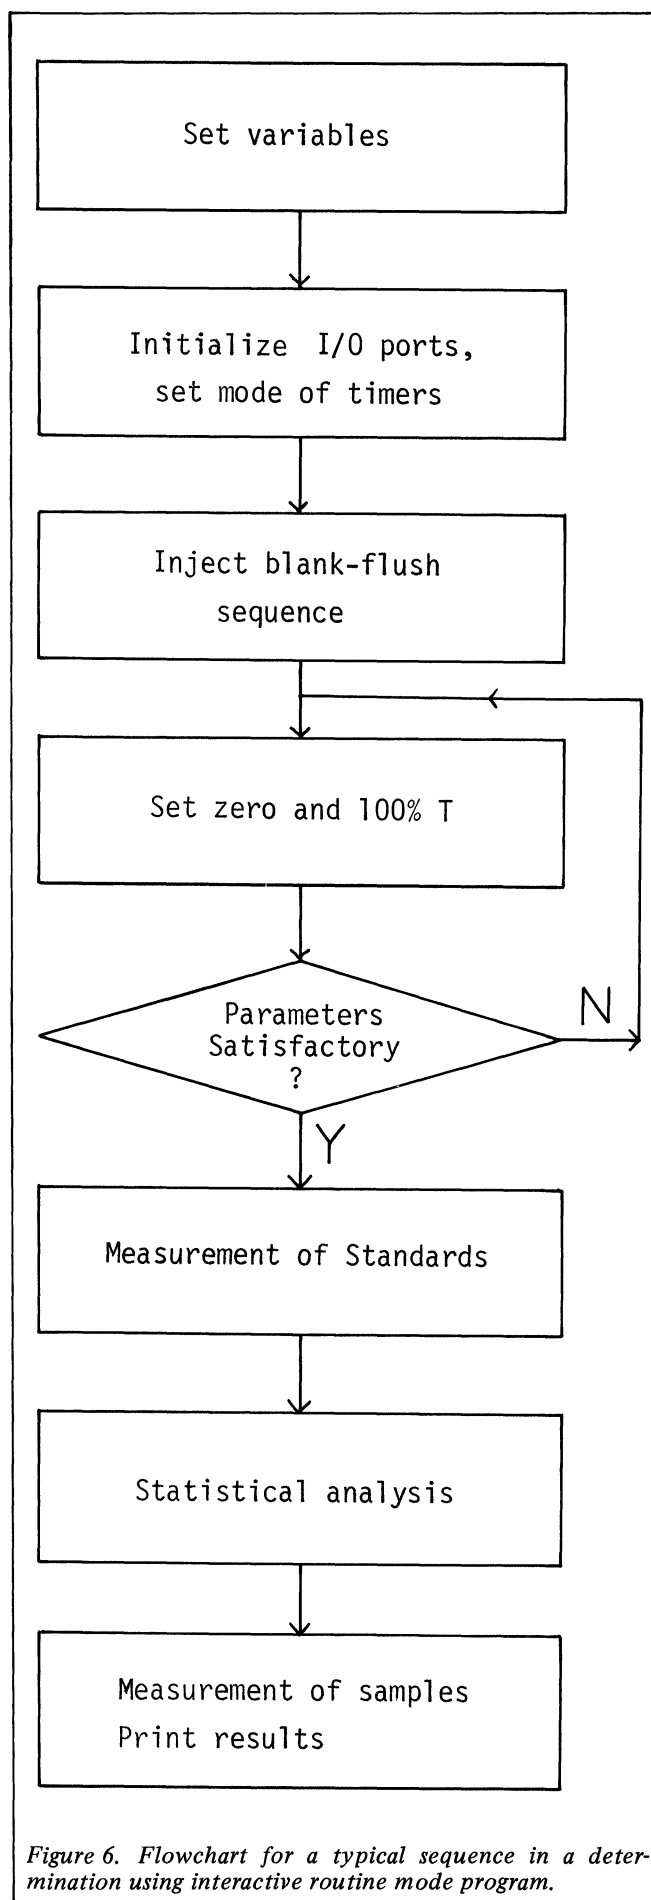 Set variables
Initialize I/O ports,
set mode of timers
Inject blank-flush
sequence
Set zero and 100% T
Parameters
Satisfactory
?
N
Y
Measurement of Standards
Statistical analysis
Measurement of samples
Print results
Figure 6. Flowchart for a typical sequence in a deter-
mination using interactive routine mode program.